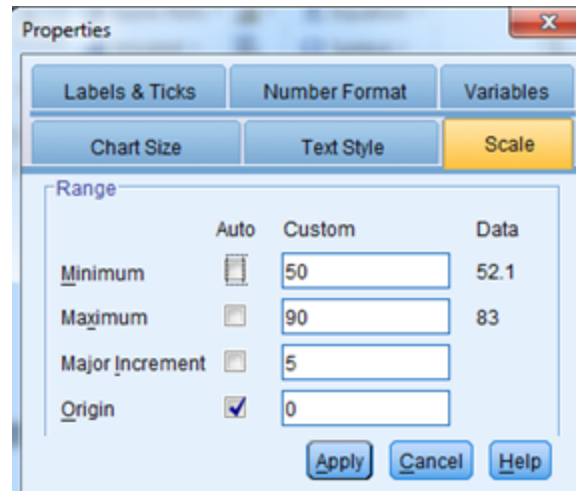 Properties
Labels & Ticks Number Format Variables
Chart Size Text Style Scale
Range
Auto Custom Data
Minimum 50 52.1
Maximum 90 83
Major Increment 5
Origin 0
Apply Cancel Help